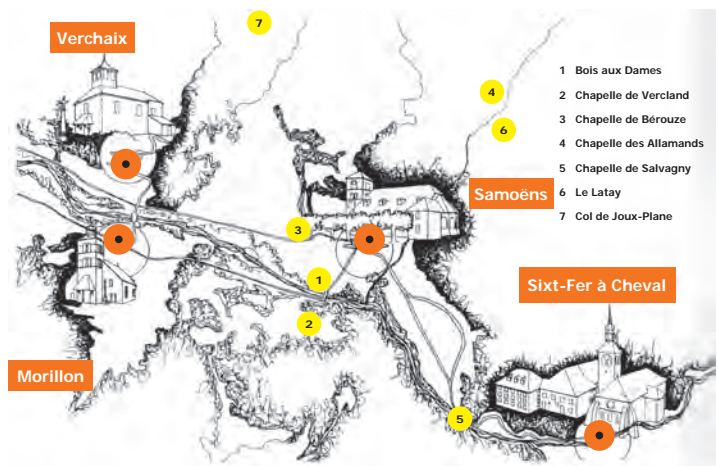 7
Verchaix
1 Bois aux Dames
2 Chapelle de Vercland
3 Chapelle de Bérouze
4 Chapelle des Allamands
5 Chapelle de Salvagny
6 Le Latay
7 Col de Joux-Plane
4
6
Samoëns
3
1
Sixt-Fer à Cheval
2
Morillon
5